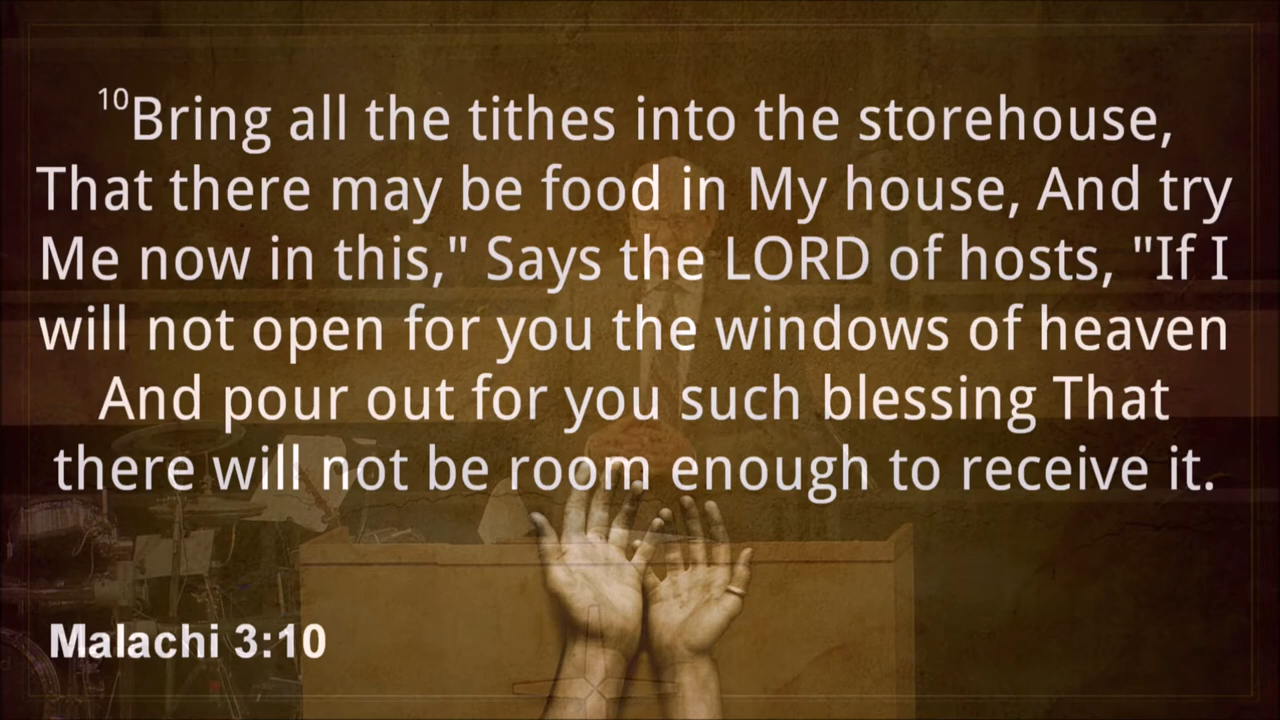 10Bring all the tithes into the storehouse,
That there may be food in My house, And try
Me now in this," Says the LORD of hosts, "If I
will not open for you the windows of heaven
And pour out for you such blessing That
there will not be room enough to receive it.
Malachi 3:10